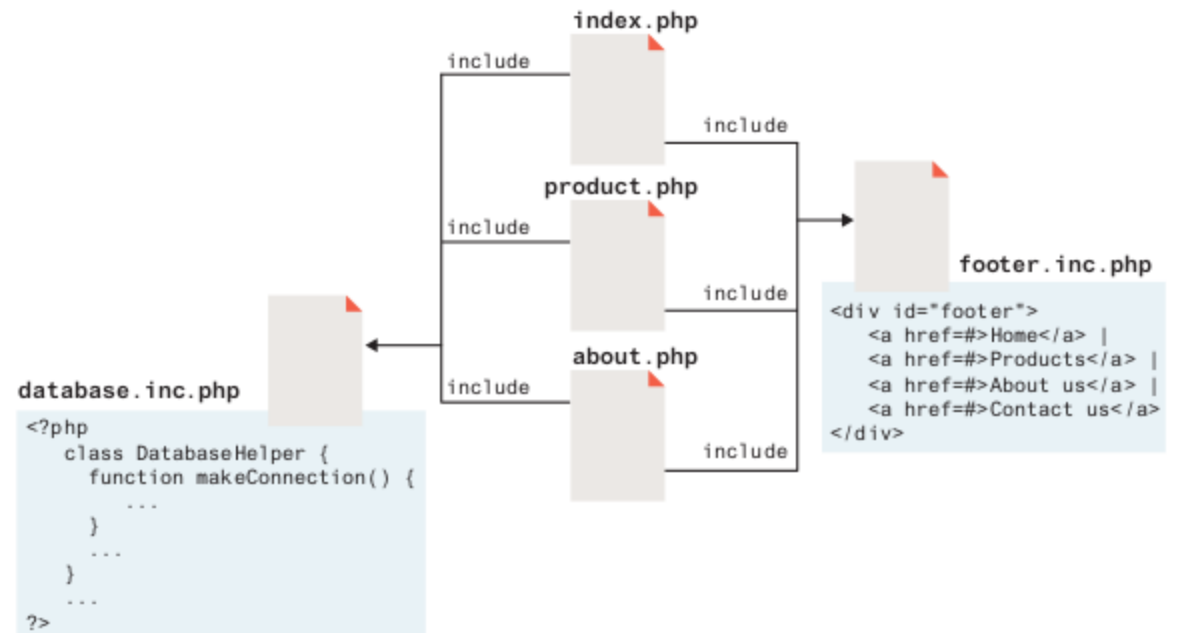 index.php
include
include
product.php
include
include
about.php
include
include
footer.inc.php
<div id="footer">
   <a href=#>Home</a> |
   <a href=#>Products</a> |
   <a href=#>About us</a> |
   <a href=#>Contact us</a>
</div>
database.inc.php
<?php
   class DatabaseHelper {
     function makeConnection() {
        ...
     }
     ...
   }
   ...
?>